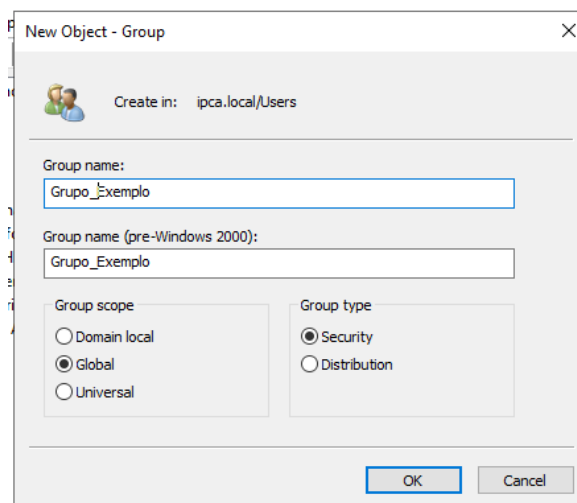 New Object - Group
Create in: ipca.local/Users
Group name:
Grupo_Exemplo
Group name (pre-Windows 2000):
Grupo_Exemplo
Group scope
Domain local
Global
Universal
Group type
Security
Distribution
OK Cancel